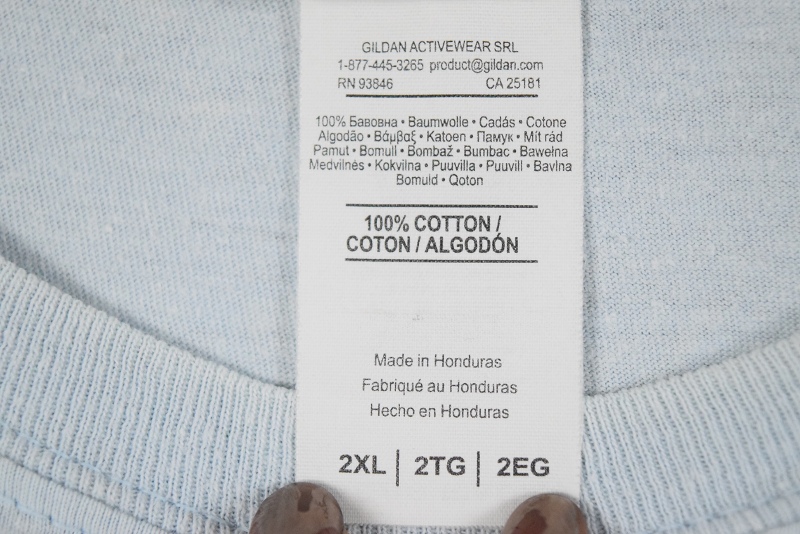 GILDAN ACTIVEWEAR SRL
1-877-445-3265 product@gildan.com
RN 93846 CA 25181
100% Бавовна • Baumwolle • Cadás • Cotone
Algodão • Βάμβαξ • Katoen • Памук • Mít rád
Pamut • Bomull • Bombaž • Bumbac • Bawełna
Medvilnės • Kokvilna • Puuvilla • Puuvill • Bavlna
Bomuld • Qoton
100% COTTON /
COTON / ALGODÓN
Made in Honduras
Fabriqué au Honduras
Hecho en Honduras
2XL | 2TG | 2EG